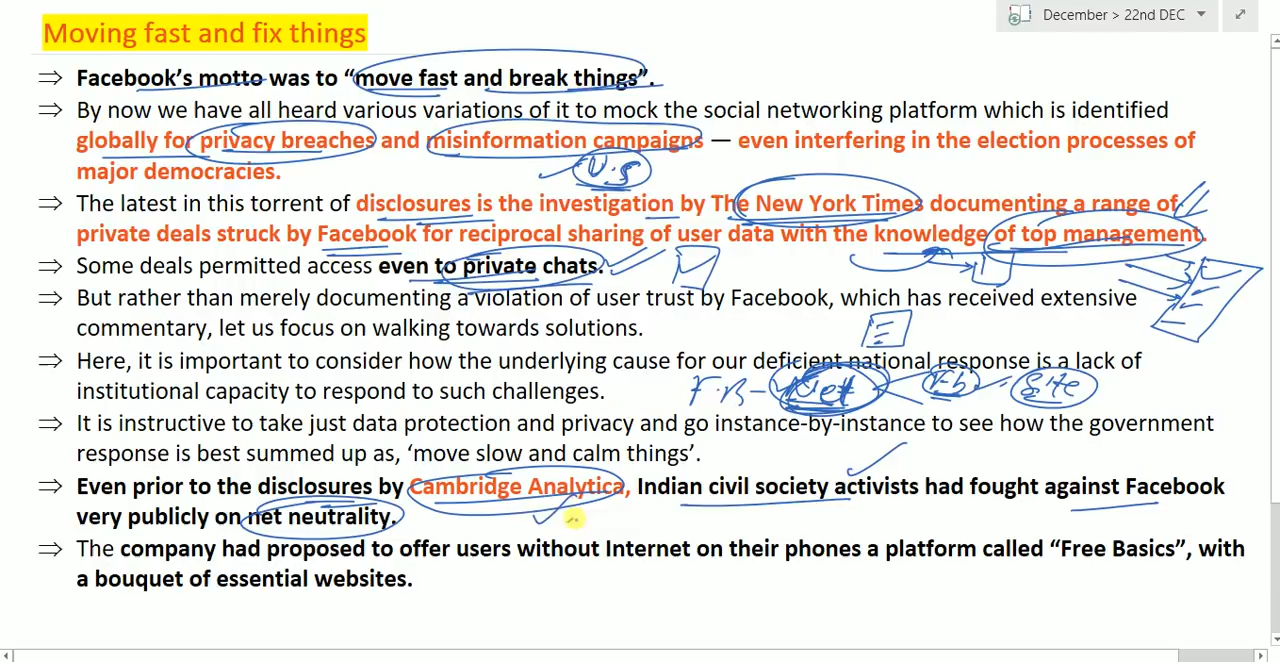 December > 22nd DEC
Moving fast and fix things
⇒ Facebook's motto was to “move fast and break things”.
⇒ By now we have all heard various variations of it to mock the social networking platform which is identified
globally for privacy breaches and misinformation campaigns — even interfering in the election processes of
major democracies.
U.S
⇒ The latest in this torrent of disclosures is the investigation by The New York Times documenting a range of
private deals struck by Facebook for reciprocal sharing of user data with the knowledge of top management.
⇒ Some deals permitted access even to private chats.
⇒ But rather than merely documenting a violation of user trust by Facebook, which has received extensive
commentary, let us focus on walking towards solutions.
⇒ Here, it is important to consider how the underlying cause for our deficient national response is a lack of
institutional capacity to respond to such challenges.
F.B - Net
Site
⇒ It is instructive to take just data protection and privacy and go instance-by-instance to see how the government
response is best summed up as, ‘move slow and calm things’.
⇒ Even prior to the disclosures by Cambridge Analytica, Indian civil society activists had fought against Facebook
very publicly on net neutrality.
⇒ The company had proposed to offer users without Internet on their phones a platform called “Free Basics”, with
a bouquet of essential websites.